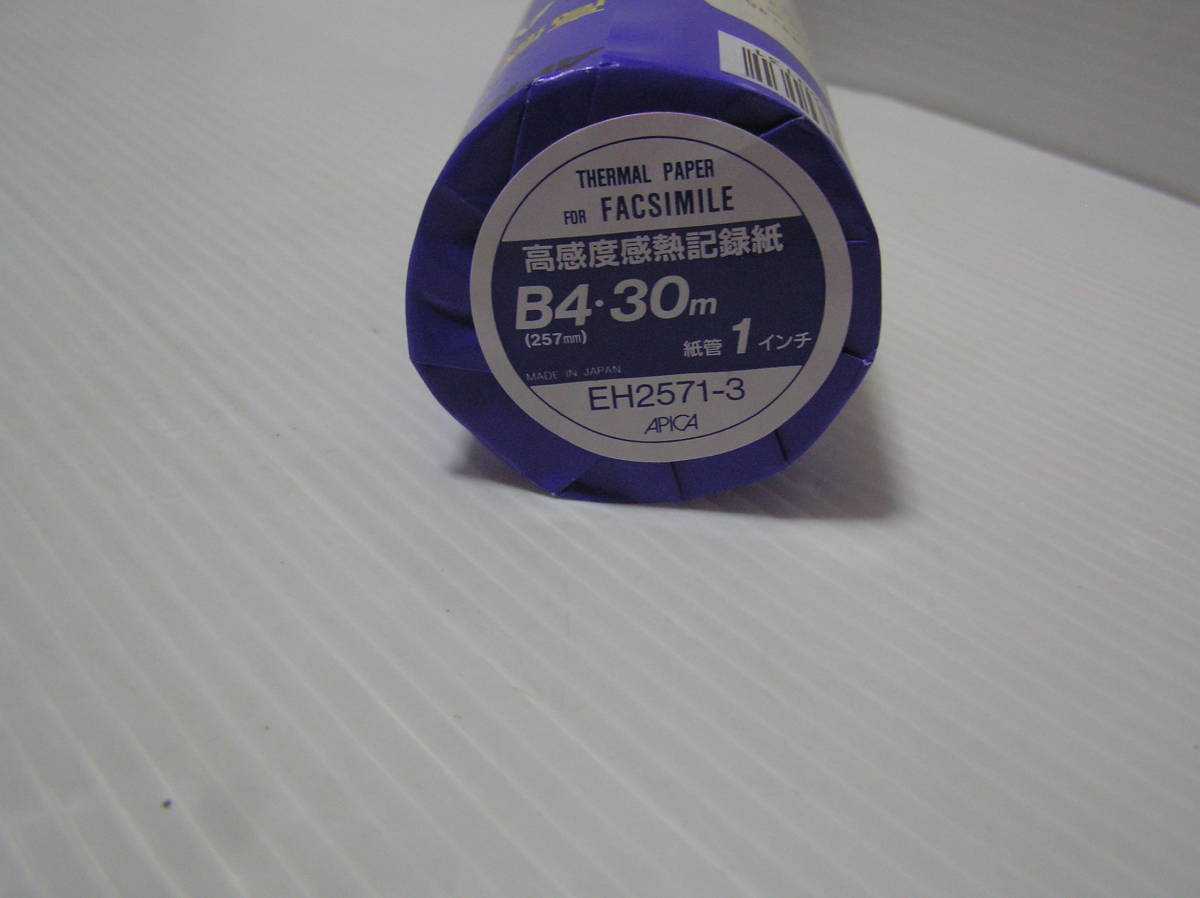 THERMAL PAPER
FOR FACSIMILE
高感度感熱記録紙
B4・30m
(257mm)
紙管 1 インチ
MADE IN JAPAN
EH2571-3
APICA